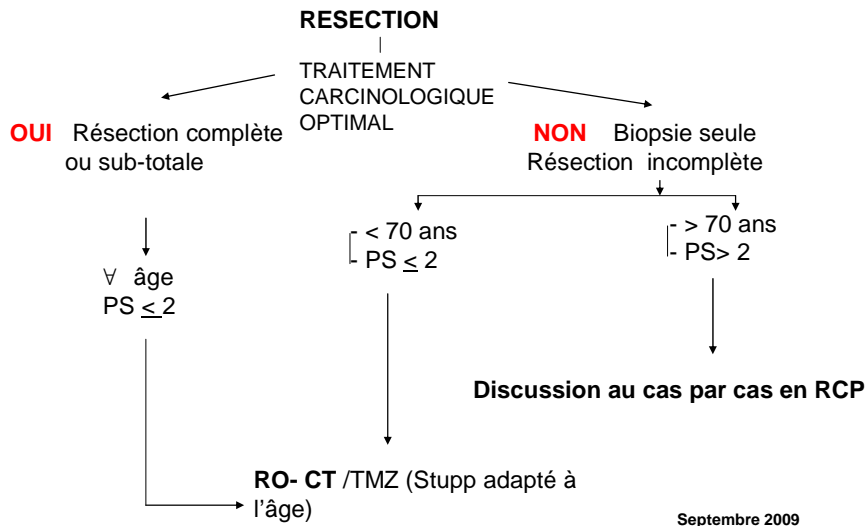 RESECTION
TRAITEMENT
CARCINOLOGIQUE
OPTIMAL
OUI Résection complète
ou sub-totale
NON Biopsie seule
Résection incomplète
∀ âge
PS < 2
- < 70 ans
- PS < 2
- > 70 ans
- PS> 2
Discussion au cas par cas en RCP
RO- CT /TMZ (Stupp adapté à
l'âge)
Septembre 2009